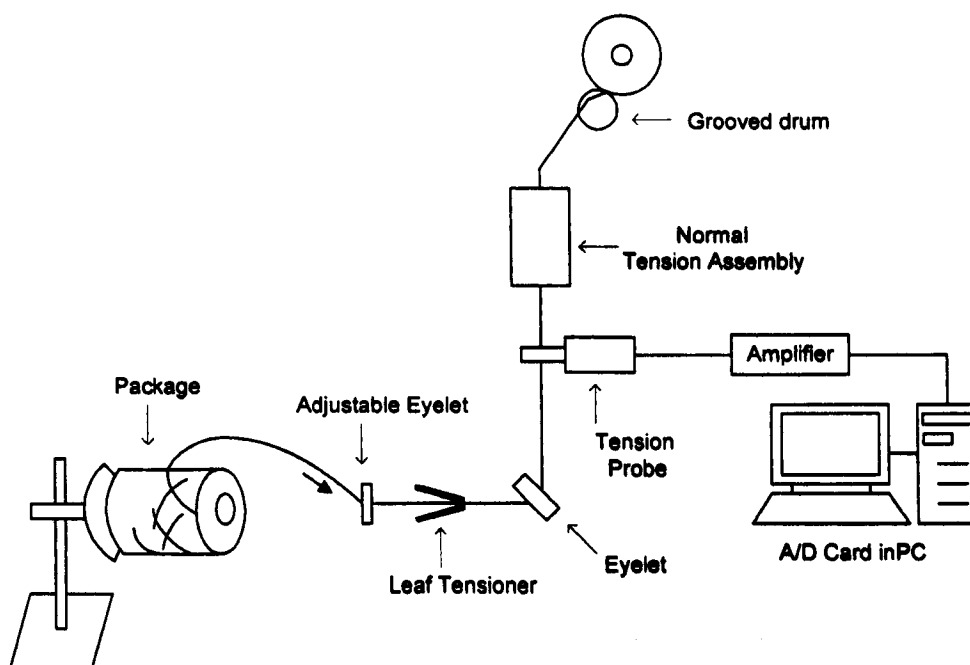 Grooved drum
Normal
Tension Assembly
Amplifier
Package
Adjustable Eyelet
Tension
Probe
Leaf Tensioner
Eyelet
A/D Card inPC